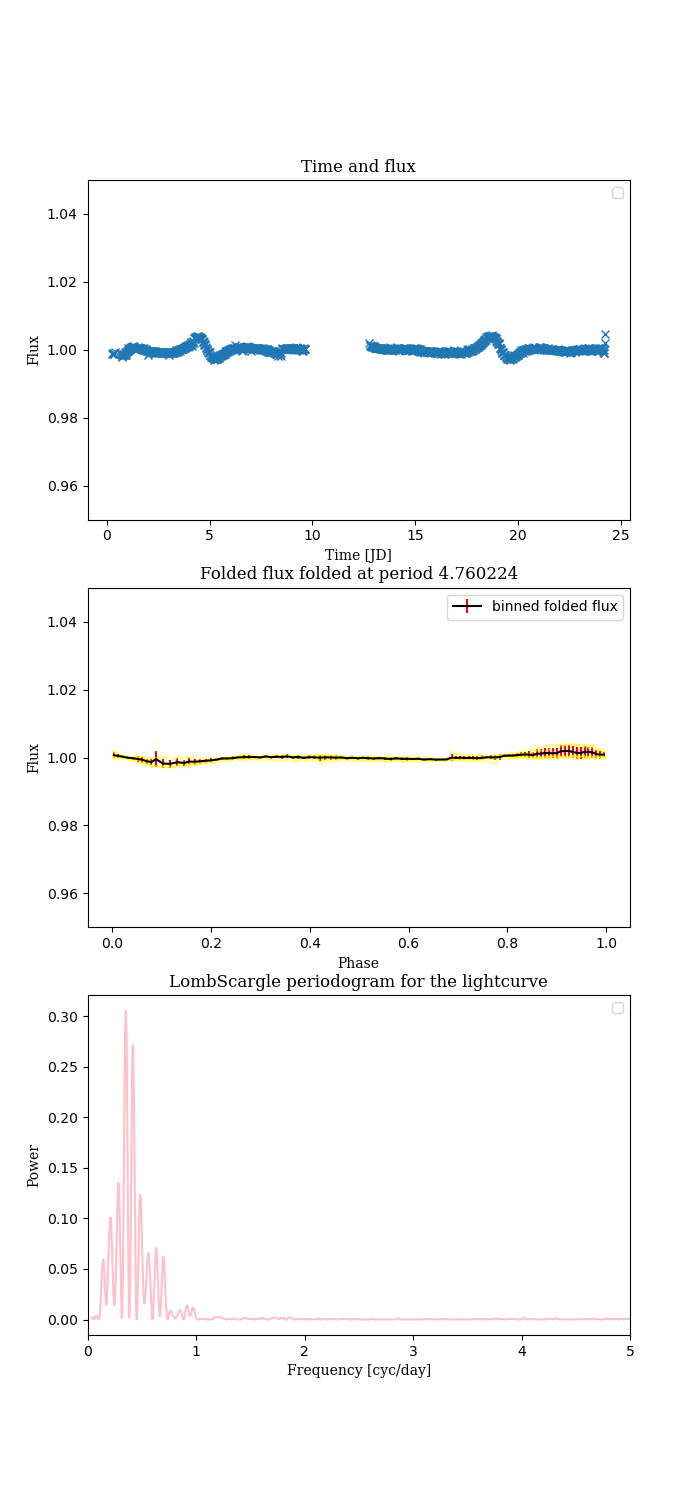 Time and flux
1.04
1.02
1.00
0.98
0.96
Flux
0 5 10 15 20 25
Time [JD]
Folded flux folded at period 4.760224
binned folded flux
1.04
1.02
1.00
0.98
0.96
Flux
0.0 0.2 0.4 0.6 0.8 1.0
Phase
LombScargle periodogram for the lightcurve
0.30
0.25
0.20
0.15
0.10
0.05
0.00
Power
0 1 2 3 4 5
Frequency [cyc/day]